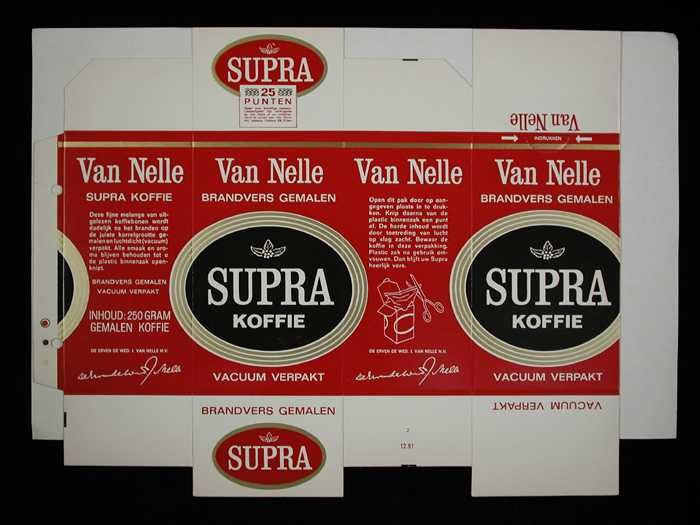 SUPRA
25
PUNTEN
Van Nelle
INDRUKKEN
Van Nelle
SUPRA KOFFIE
Deze fijne melange van uit-
gelezen koffiebonen wordt
dadelijk na het branden op
de juiste korrelgrootte ge-
malen en luchtdicht (vacuum)
verpakt. Alle smaak en aro-
ma blijven behouden tot u
de plastic binnenzak open-
knipt.
BRANDVERS GEMALEN
VACUUM VERPAKT
INHOUD: 250 GRAM
GEMALEN KOFFIE
DE ERVEN DE WED. J. VAN NELLE N.V.
Van Nelle
BRANDVERS GEMALEN
SUPRA
KOFFIE
VACUUM VERPAKT
Van Nelle
Open dit pak door op aan-
gegeven plaats in te druk-
ken. Knip daarna van de
plastic binnenzak een punt
af. De harde inhoud wordt
door toetreding van lucht
op slag zacht. Bewaar de
koffie in deze verpakking.
Plastic zak na gebruik om-
vouwen. Dan blijft uw Supra
heerlijk vers.
DE ERVEN DE WED. J. VAN NELLE N.V.
Van Nelle
BRANDVERS GEMALEN
SUPRA
KOFFIE
VACUUM VERPAKT
BRANDVERS GEMALEN
SUPRA
2
VACUUM VERPAKT